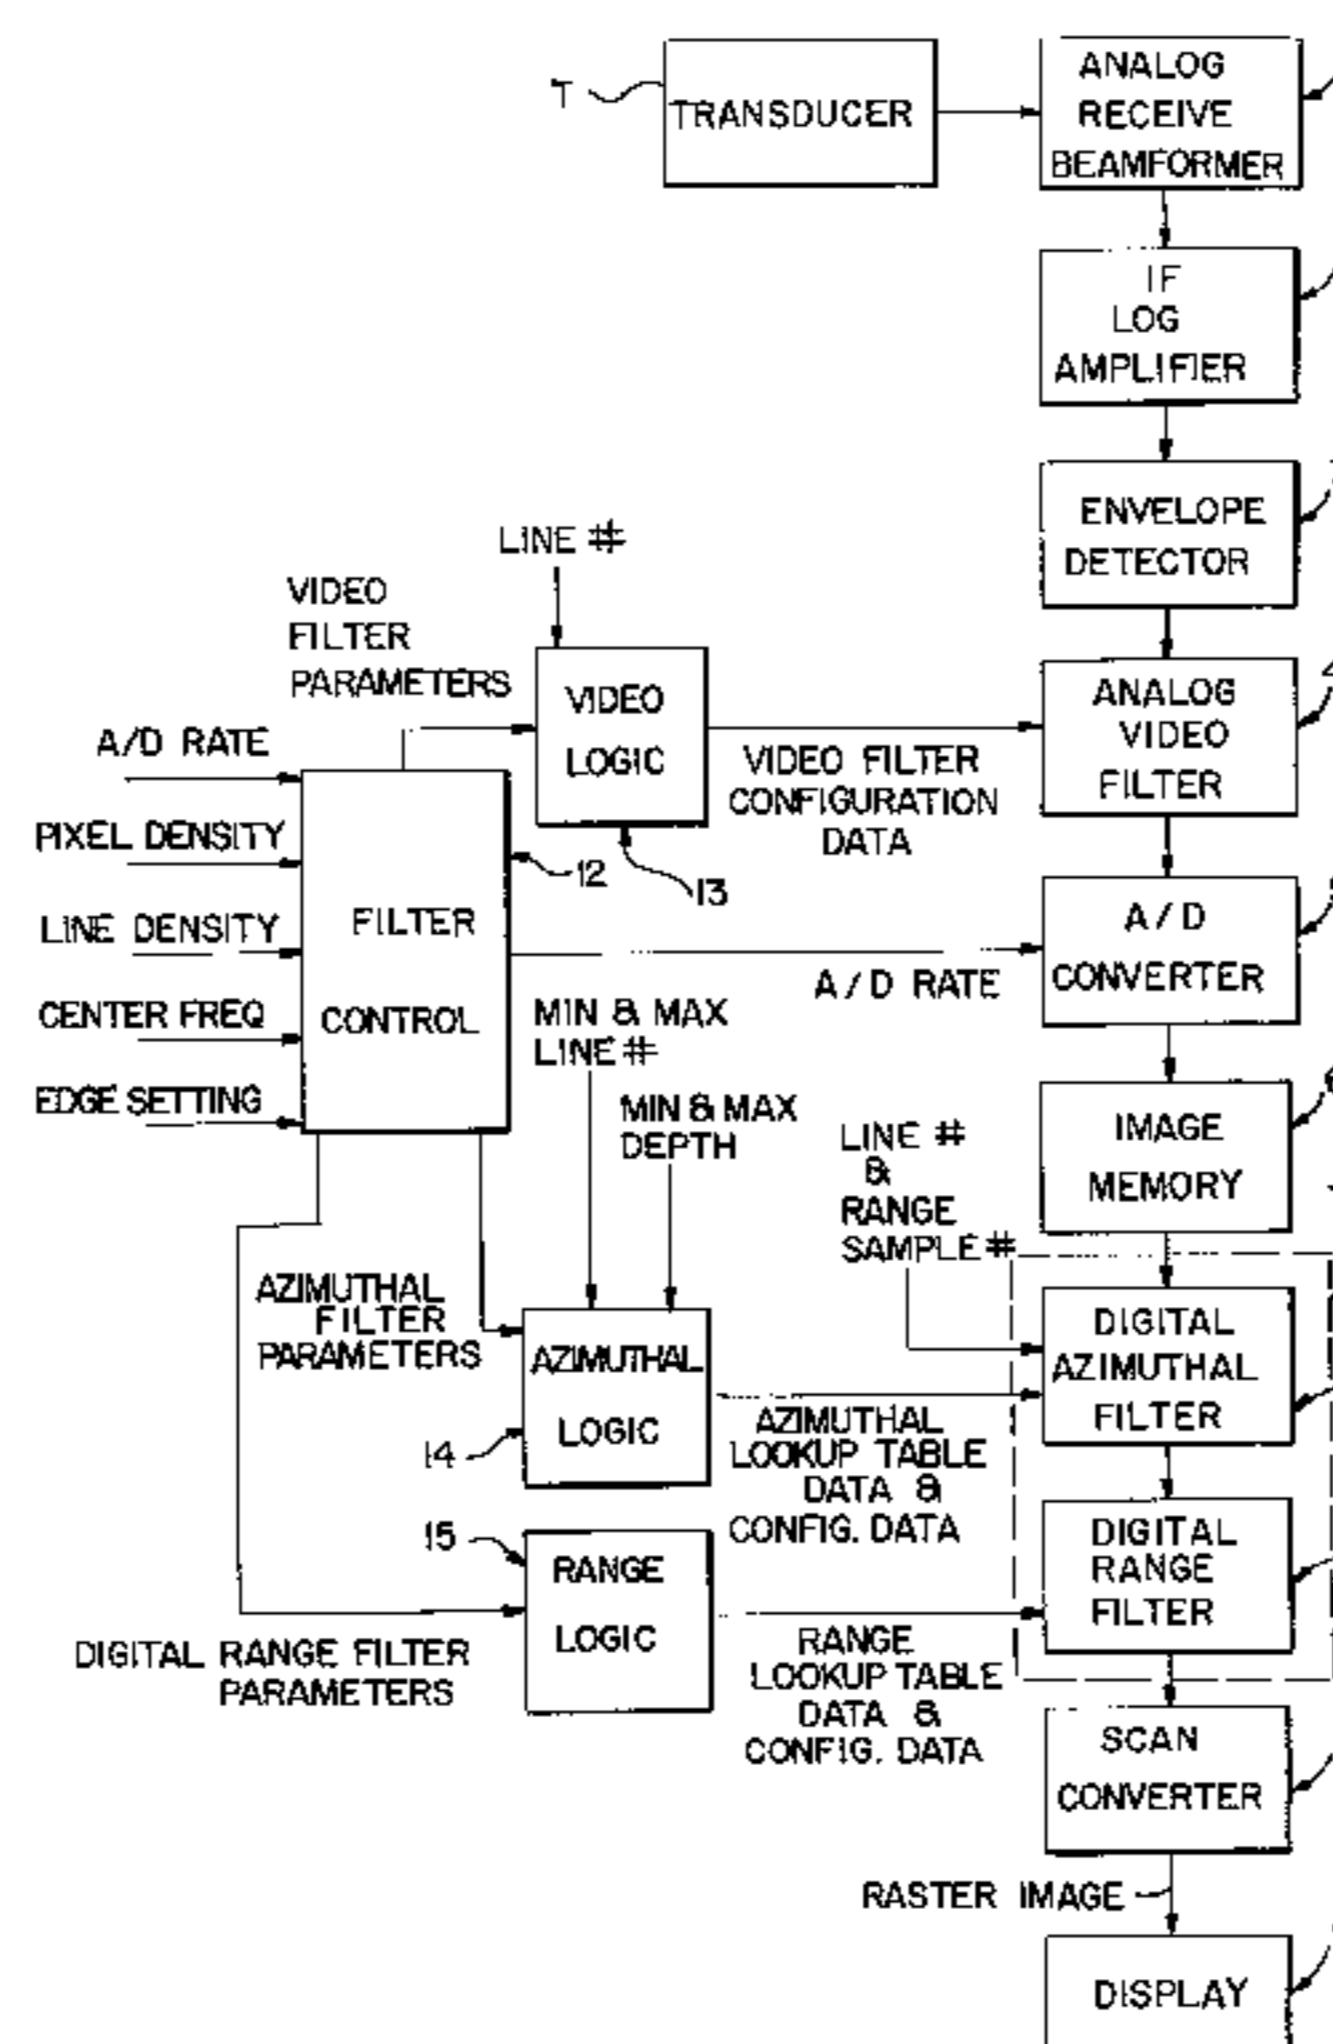 T
TRANSDUCER
ANALOG
RECEIVE
BEAMFORMER
IF
LOG
AMPLIFIER
ENVELOPE
DETECTOR
LINE #
VIDEO
FILTER
PARAMETERS
VIDEO
LOGIC
13
VIDEO FILTER
CONFIGURATION
DATA
ANALOG
VIDEO
FILTER
A/D RATE
PIXEL DENSITY
LINE DENSITY
CENTER FREQ
EDGE SETTING
FILTER
CONTROL
12
A/D RATE
A/D
CONVERTER
MIN & MAX
LINE #
MIN & MAX
DEPTH
IMAGE
MEMORY
LINE #
&
RANGE
SAMPLE #
AZIMUTHAL
FILTER
PARAMETERS
AZIMUTHAL
LOGIC
14
AZIMUTHAL
LOOKUP TABLE
DATA &
CONFIG. DATA
DIGITAL
AZIMUTHAL
FILTER
15
RANGE
LOGIC
DIGITAL RANGE FILTER
PARAMETERS
RANGE
LOOKUP TABLE
DATA &
CONFIG. DATA
DIGITAL
RANGE
FILTER
SCAN
CONVERTER
RASTER IMAGE
DISPLAY